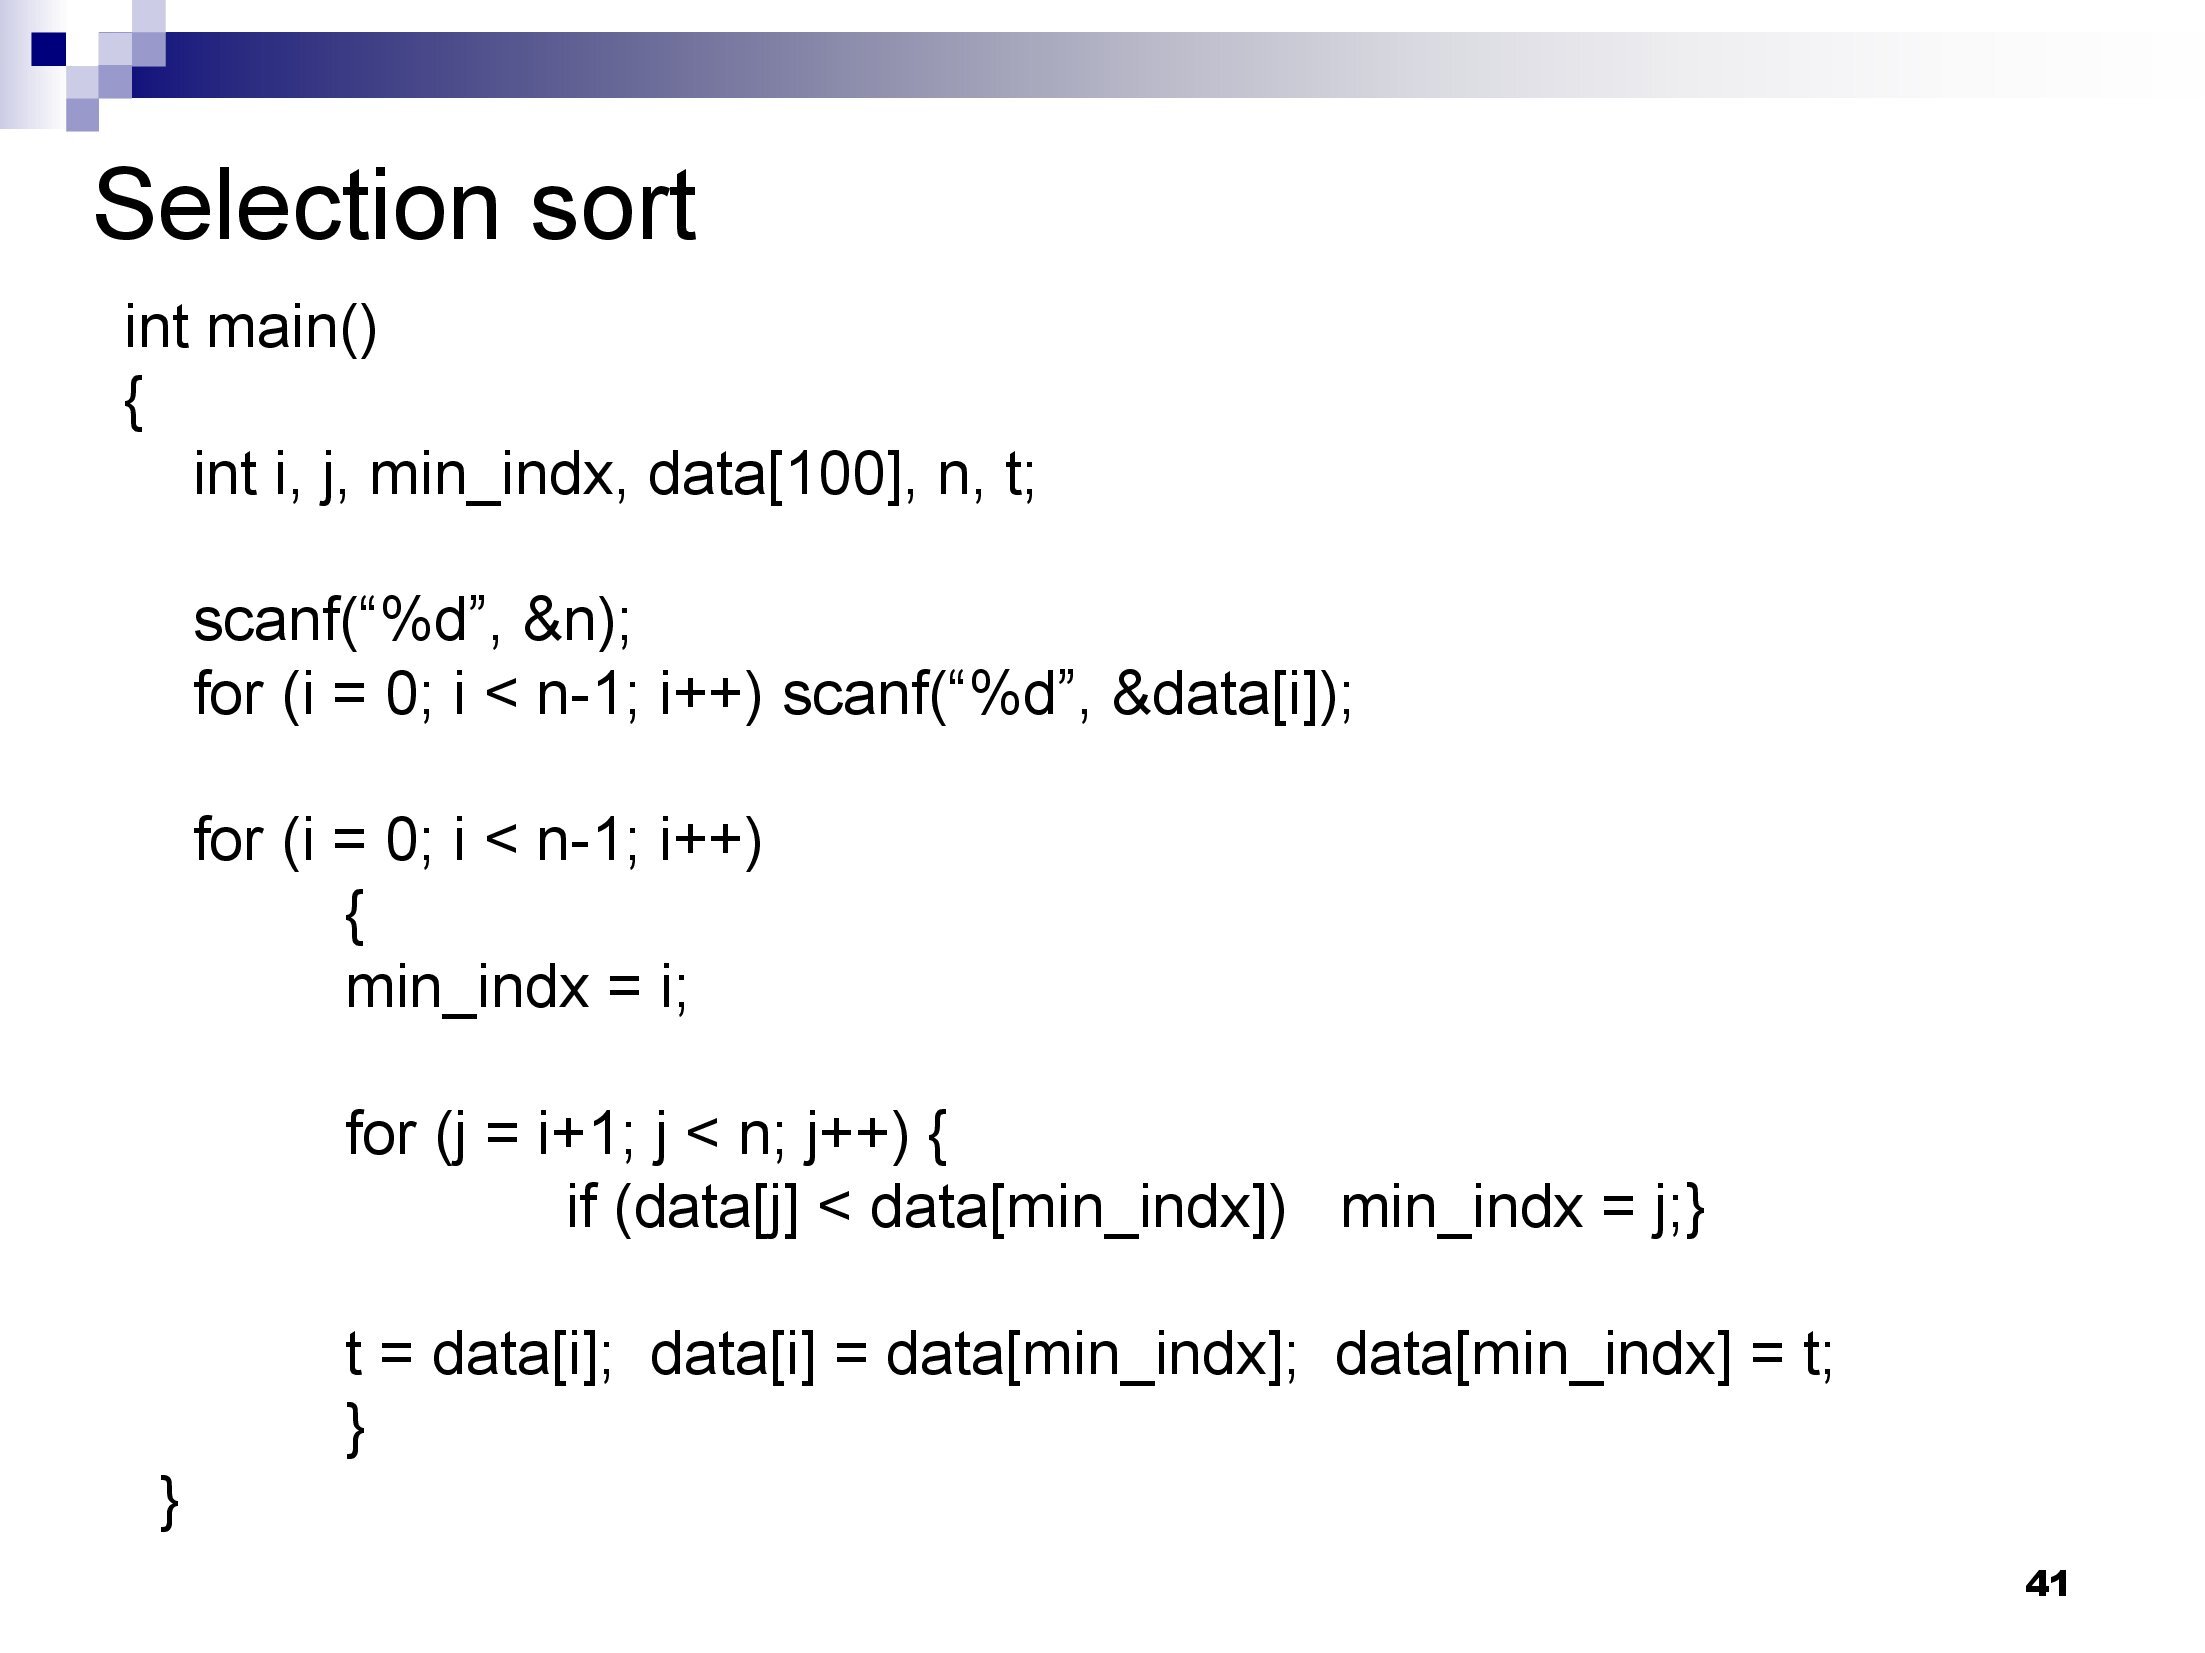 Selection sort
int main()
{
int i, j, min_indx, data[100], n, t;
scanf(“%d”, &n);
for (i = 0; i < n-1; i++) scanf(“%d”, &data[i]);
for (i = 0; i < n-1; i++)
{
min_indx = i;
for (j = i+1; j < n; j++) {
if (data[j] < data[min_indx]) min_indx = j;}
t = data[i]; data[i] = data[min_indx]; data[min_indx] = t;
}
}
41